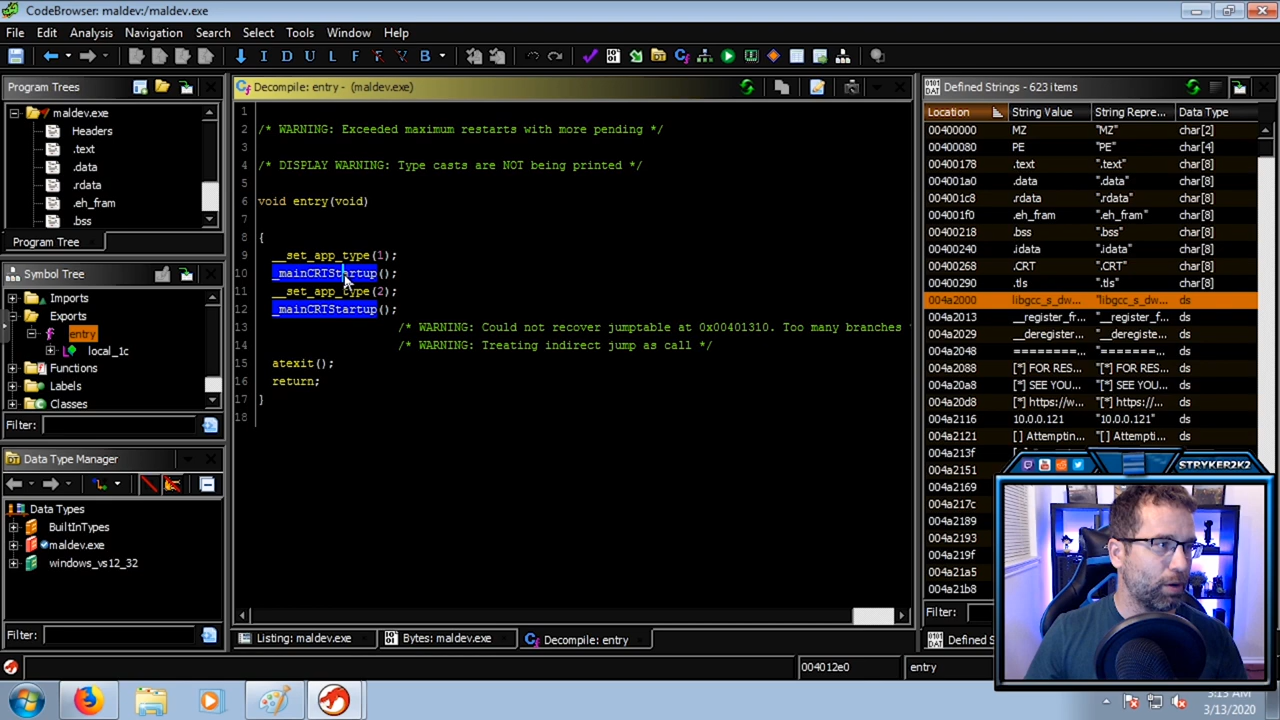 CodeBrowser: maldev:/maldev.exe
File Edit Analysis Navigation Search Select Tools Window Help
I D U L F R V B
Program Trees
maldev.exe
Headers
.text
.data
.rdata
.eh_fram
.bss
Program Tree
Symbol Tree
Imports
Exports
entry
local_1c
Functions
Labels
Classes
Filter:
Data Type Manager
Data Types
BuiltInTypes
maldev.exe
windows_vs12_32
Filter:
Decompile: entry - (maldev.exe)
1
2 /* WARNING: Exceeded maximum restarts with more pending */
3
4 /* DISPLAY WARNING: Type casts are NOT being printed */
5
6 void entry(void)
7
8 {
9 __set_app_type(1);
10 _mainCRTStartup();
11 __set_app_type(2);
12 _mainCRTStartup();
13 /* WARNING: Could not recover jumptable at 0x00401310. Too many branches
14 /* WARNING: Treating indirect jump as call */
15 atexit();
16 return;
17 }
18
Listing: maldev.exe Bytes: maldev.exe Decompile: entry
Defined Strings - 623 items
Location String Value String Repre... Data Type
00400000 MZ "MZ" char[2]
00400080 PE "PE" char[4]
00400178 .text ".text" char[8]
004001a0 .data ".data" char[8]
004001c8 .rdata ".rdata" char[8]
004001f0 .eh_fram ".eh_fram" char[8]
00400218 .bss ".bss" char[8]
00400240 .idata ".idata" char[8]
00400268 .CRT ".CRT" char[8]
00400290 .tls ".tls" char[8]
004a2000 libgcc_s_dw... "libgcc_s_dw... ds
004a2013 __register_fr... "__register_fr... ds
004a2029 __deregister... "__deregister... ds
004a2048 ========... "=======... ds
004a2071 [*] FOR RES... "[*] FOR RES... ds
004a20a8 [*] SEE YOU... "[*] SEE YOU... ds
004a20d8 [*] https://w... "[*] https://w... ds
004a2116 10.0.0.121 "10.0.0.121" ds
004a2121 [ ] Attemptin... "[ ] Attemptin... ds
004a213f
004a2151
004a2169
004a217c
004a2189
004a2193
004a219f
004a21a5
004a21b8
Filter:
Defined S
STRYKER2K2
004012e0 entry
3:13 AM
3/13/2020